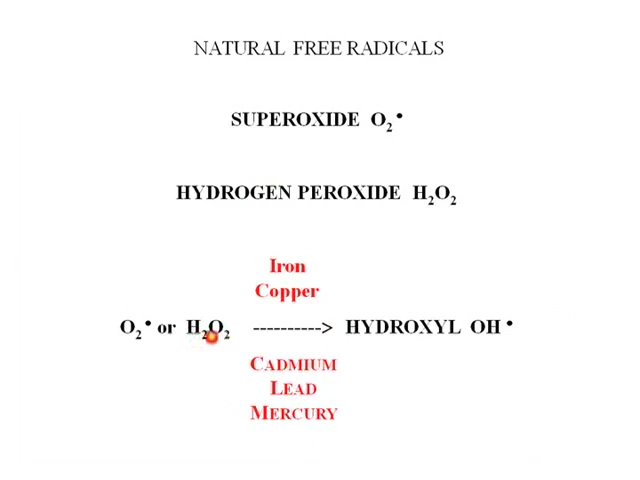 NATURAL FREE RADICALS
SUPEROXIDE O₂•
HYDROGEN PEROXIDE H₂O₂
Iron
Copper
O₂• or H₂O₂ ----------> HYDROXYL OH•
CADMIUM
LEAD
MERCURY